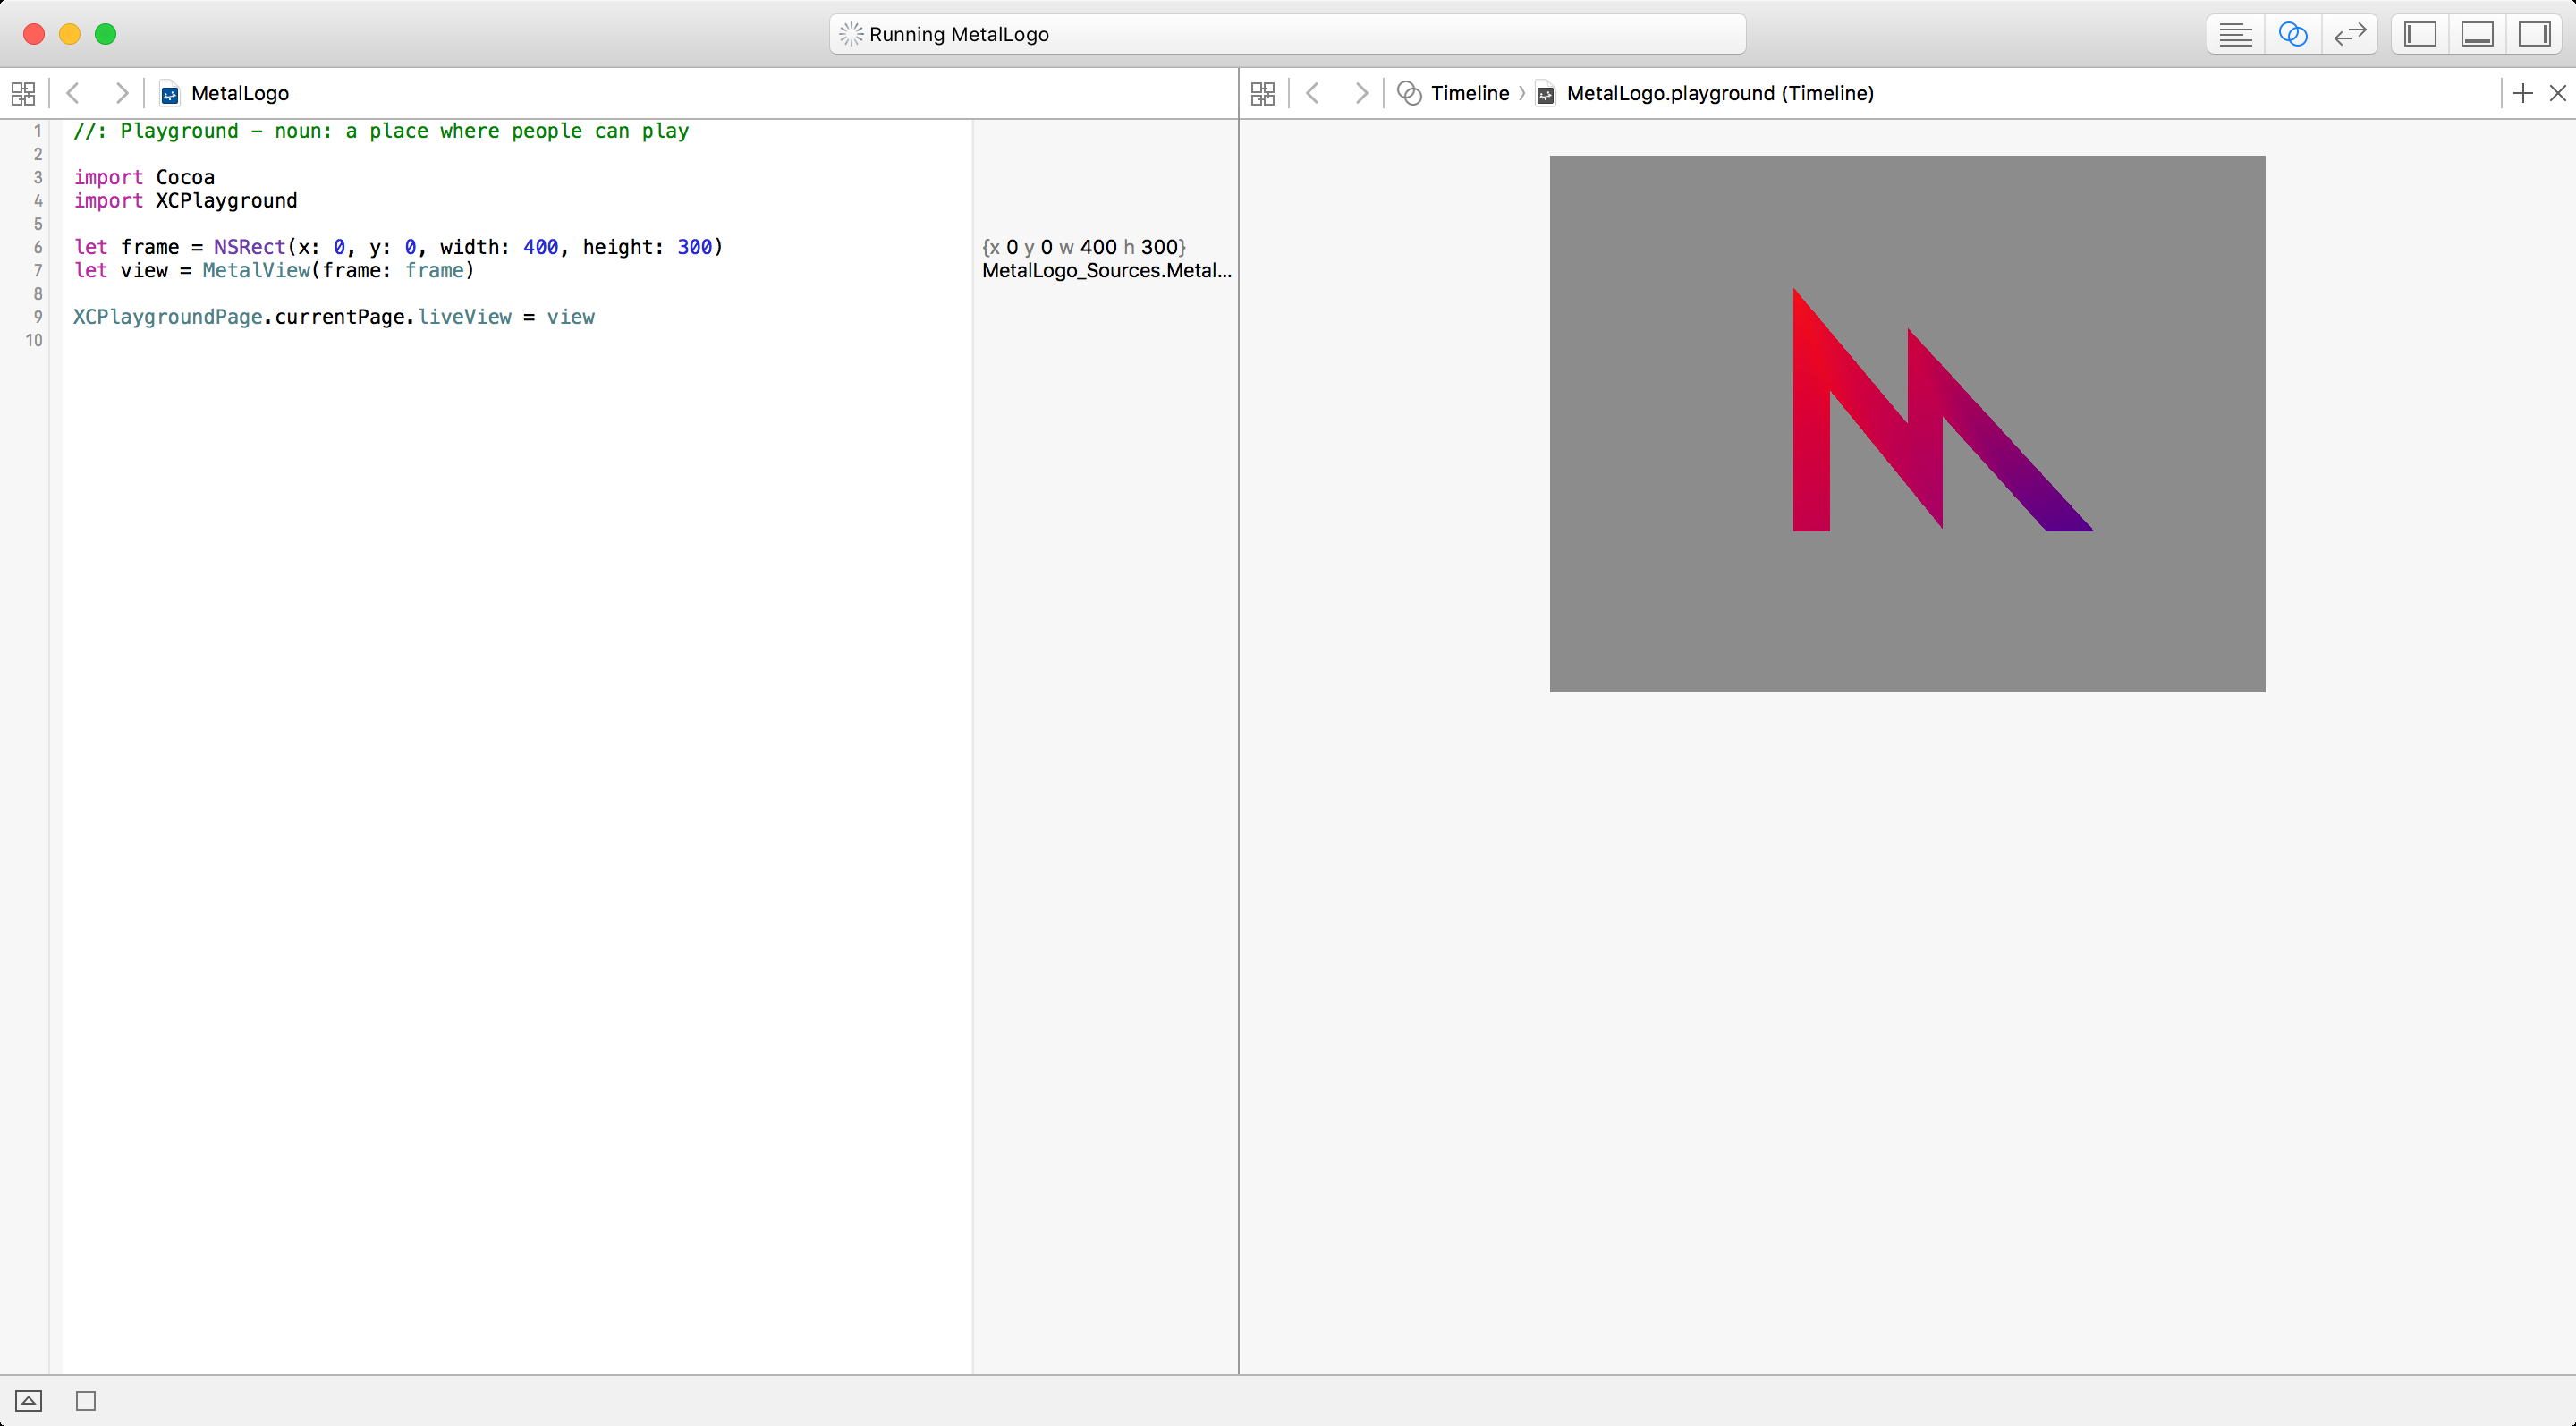 Running MetalLogo
MetalLogo
Timeline 〉 MetalLogo.playground (Timeline)
1 //: Playground – noun: a place where people can play
2
3 import Cocoa
4 import XCPlayground
5
6 let frame = NSRect(x: 0, y: 0, width: 400, height: 300)
7 let view = MetalView(frame: frame)
8
9 XCPlaygroundPage.currentPage.liveView = view
10
{x 0 y 0 w 400 h 300}
MetalLogo_Sources.Metal...